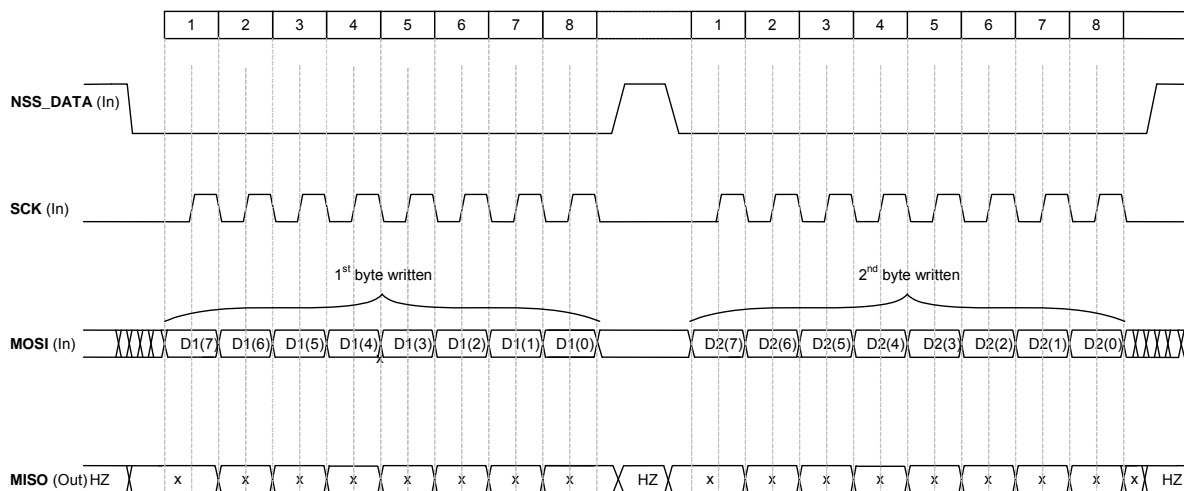 1 2 3 4 5 6 7 8 1 2 3 4 5 6 7 8
NSS_DATA (In)
SCK (In)
1st byte written 2nd byte written
MOSI (In) D1(7) D1(6) D1(5) D1(4) D1(3) D1(2) D1(1) D1(0) D2(7) D2(6) D2(5) D2(4) D2(3) D2(2) D2(1) D2(0)
x
MISO (Out) HZ x x x x x x x x HZ x x x x x x x x x HZ